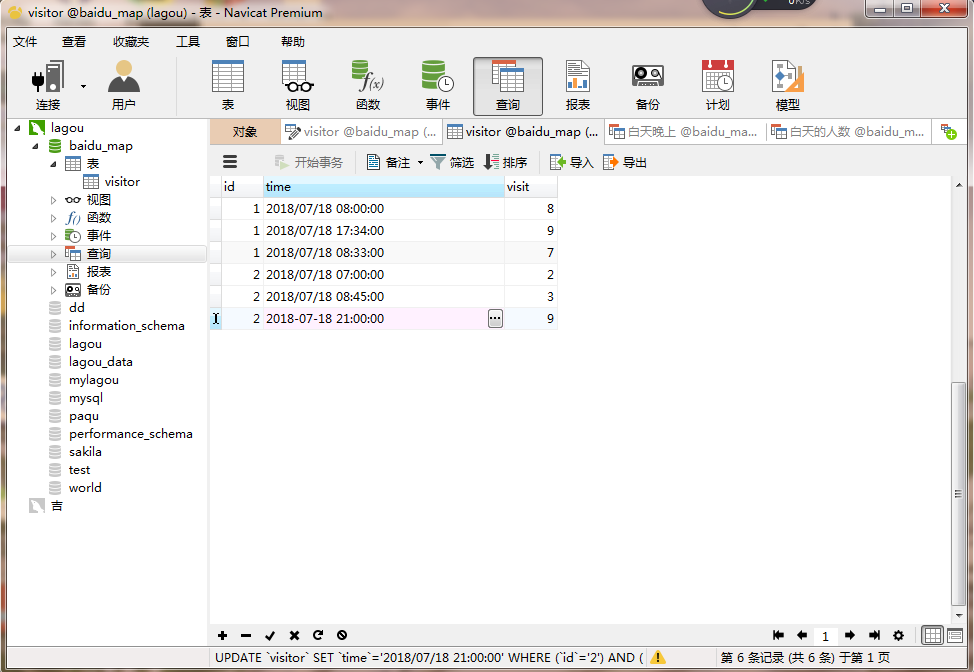 visitor @baidu_map (lagou) - 表 - Navicat Premium
文件 查看 收藏夹 工具 窗口 帮助
连接 用户 表 视图 函数 事件 查询 报表 备份 计划 模型
对象 visitor @baidu_map (... visitor @baidu_map (... 白天晚上 @baidu_ma... 白天的人数 @baidu_m...
开始事务 备注 筛选 排序 导入 导出
lagou
baidu_map
表
visitor
视图
函数
事件
查询
报表
备份
dd
information_schema
lagou
lagou_data
mylagou
mysql
paqu
performance_schema
sakila
test
world
吉
id time visit
1 2018/07/18 08:00:00 8
1 2018/07/18 17:34:00 9
1 2018/07/18 08:33:00 7
2 2018/07/18 07:00:00 2
2 2018/07/18 08:45:00 3
2 2018-07-18 21:00:00 9
1
UPDATE `visitor` SET `time`='2018/07/18 21:00:00' WHERE (`id`='2') AND (
第 6 条记录 (共 6 条) 于第 1 页